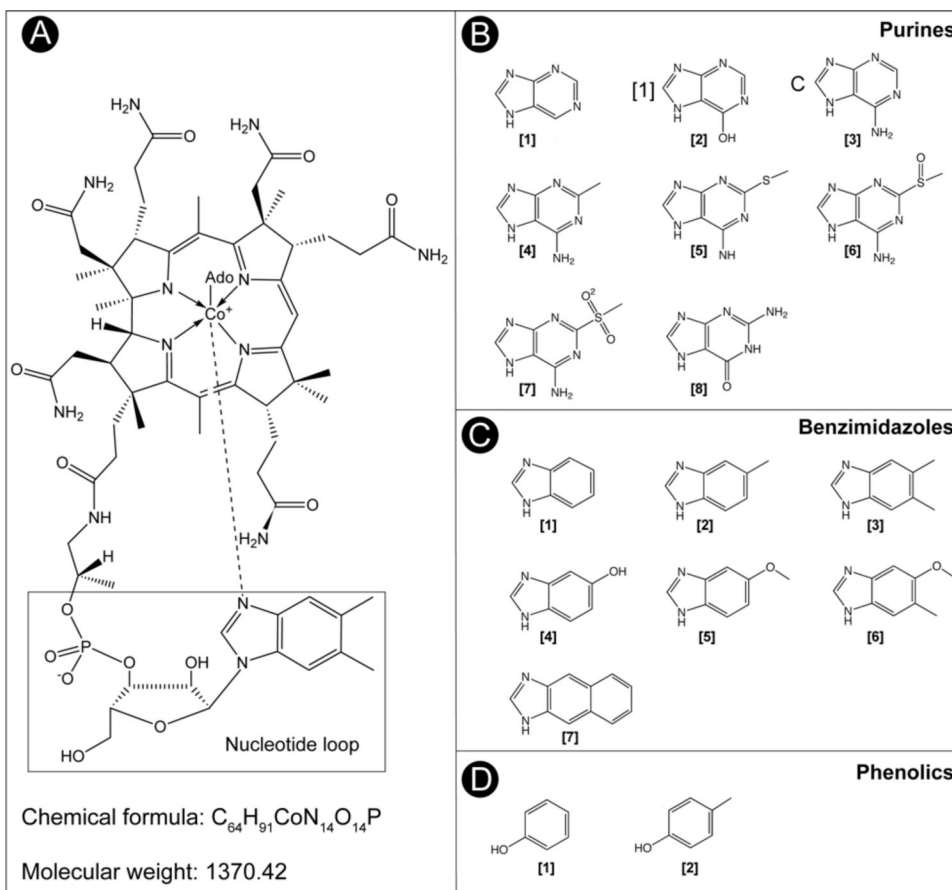 A
H₂N
O
H₂N
O
NH₂
O
O
NH₂
Ado
N
N
Co⁺
H
N
N
O
NH₂
O
NH
H₂N
O
H
O
O
P
⁻O
O
OH
N
N
O
HO
Nucleotide loop
Chemical formula: C₆₄H₉₁CoN₁₄O₁₄P
Molecular weight: 1370.42
B
Purines
N
N
N
N
H
[1]
[1]
N
N
N
N
H
OH
[2]
C
N
N
N
N
H
NH₂
[3]
N
N
N
N
H
NH₂
[4]
N
N
S
N
N
H
NH
[5]
O
S
N
N
N
N
H
NH₂
[6]
O²
S
O
N
N
N
N
H
NH₂
[7]
N
N
NH₂
N
H
NH
O
[8]
C
Benzimidazoles
N
N
H
[1]
N
N
H
[2]
N
N
H
[3]
N
OH
N
H
[4]
N
O
N
H
[5]
N
O
N
H
[6]
N
N
H
[7]
D
Phenolics
HO
[1]
HO
[2]